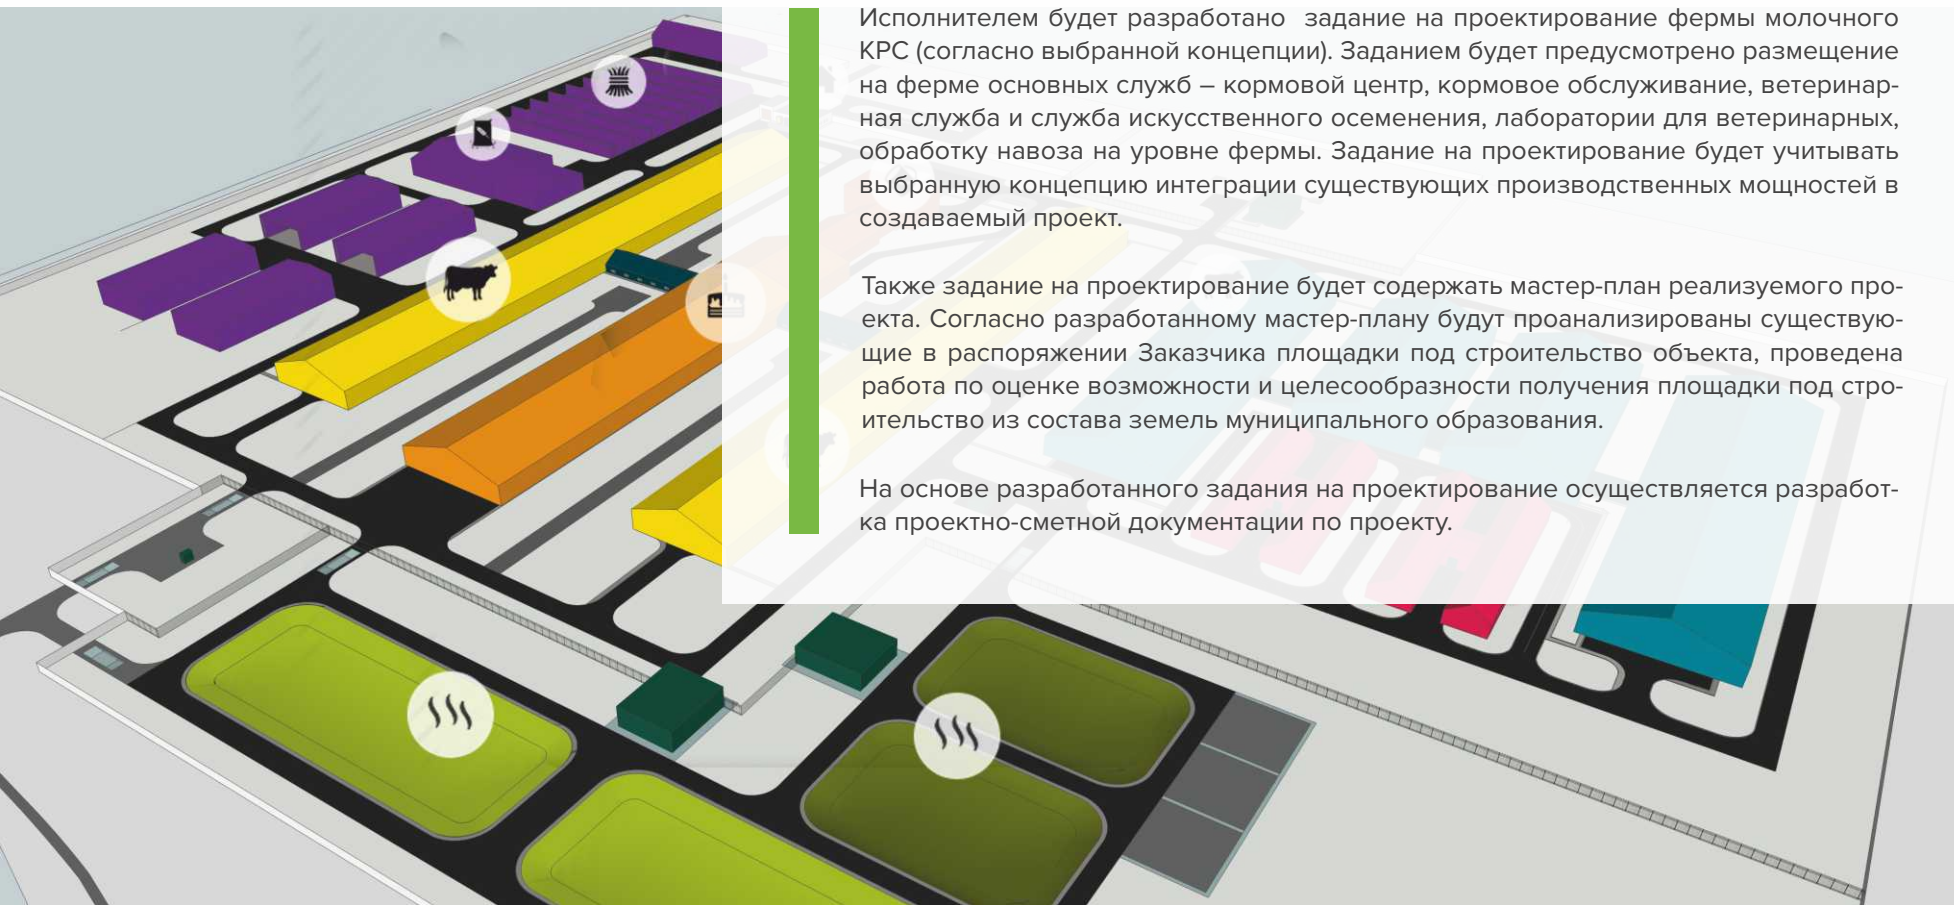 Исполнителем будет разработано задание на проектирование фермы молочного
КРС (согласно выбранной концепции). Заданием будет предусмотрено размещение
на ферме основных служб – кормовой центр, кормовое обслуживание, ветеринар-
ная служба и служба искусственного осеменения, лаборатории для ветеринарных,
обработку навоза на уровне фермы. Задание на проектирование будет учитывать
выбранную концепцию интеграции существующих производственных мощностей в
создаваемый проект.
Также задание на проектирование будет содержать мастер-план реализуемого про-
екта. Согласно разработанному мастер-плану будут проанализированы существую-
щие в распоряжении Заказчика площадки под строительство объекта, проведена
работа по оценке возможности и целесообразности получения площадки под стро-
ительство из состава земель муниципального образования.
На основе разработанного задания на проектирование осуществляется разработ-
ка проектно-сметной документации по проекту.